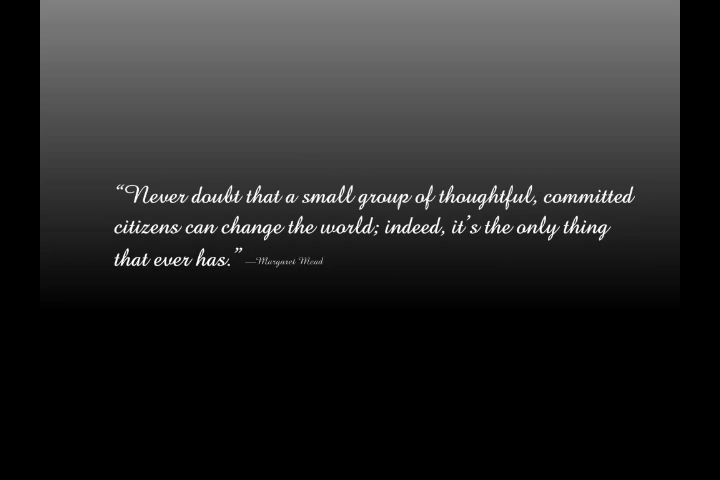 “Never doubt that a small group of thoughtful, committed
citizens can change the world; indeed, it’s the only thing
that ever has.” —Margaret Mead